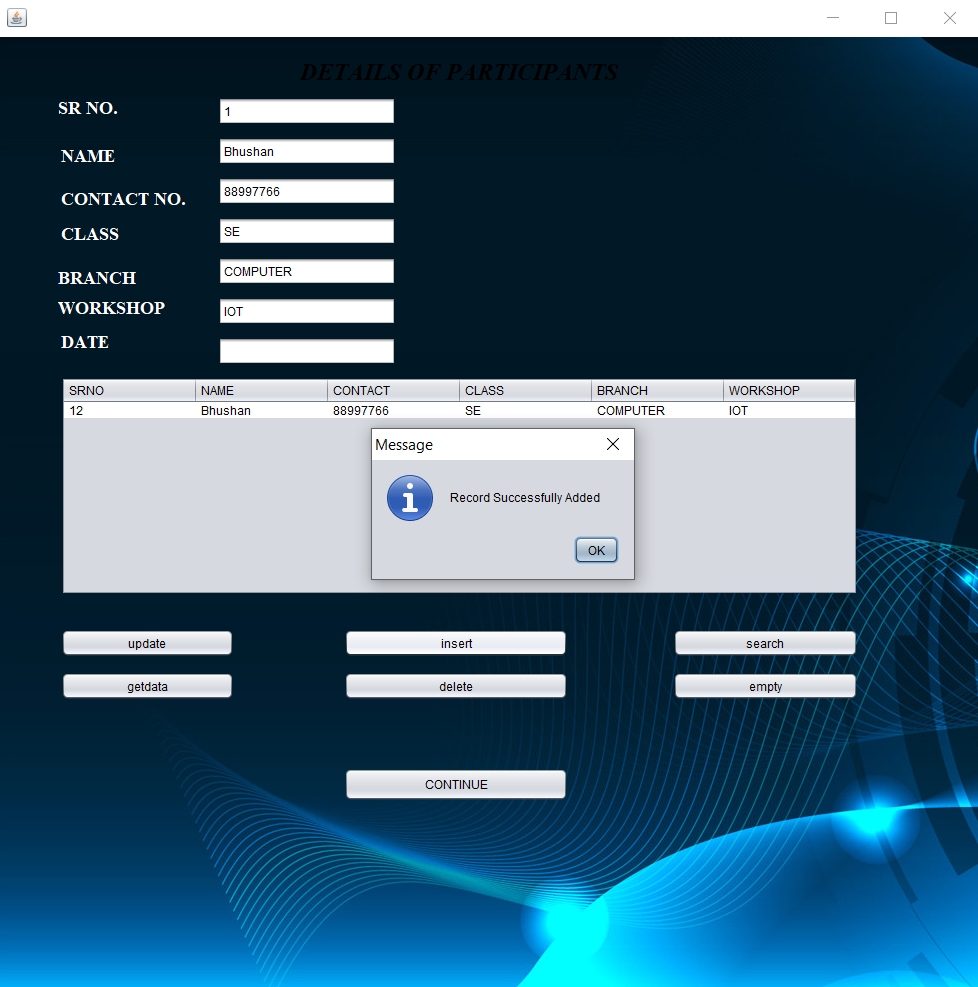 DETAILS OF PARTICIPANTS
SR NO. 1
NAME Bhushan
CONTACT NO. 88997766
CLASS SE
BRANCH COMPUTER
WORKSHOP IOT
DATE
SRNO NAME CONTACT CLASS BRANCH WORKSHOP
12 Bhushan 88997766 SE COMPUTER IOT
Message
Record Successfully Added
OK
update insert search
getdata delete empty
CONTINUE